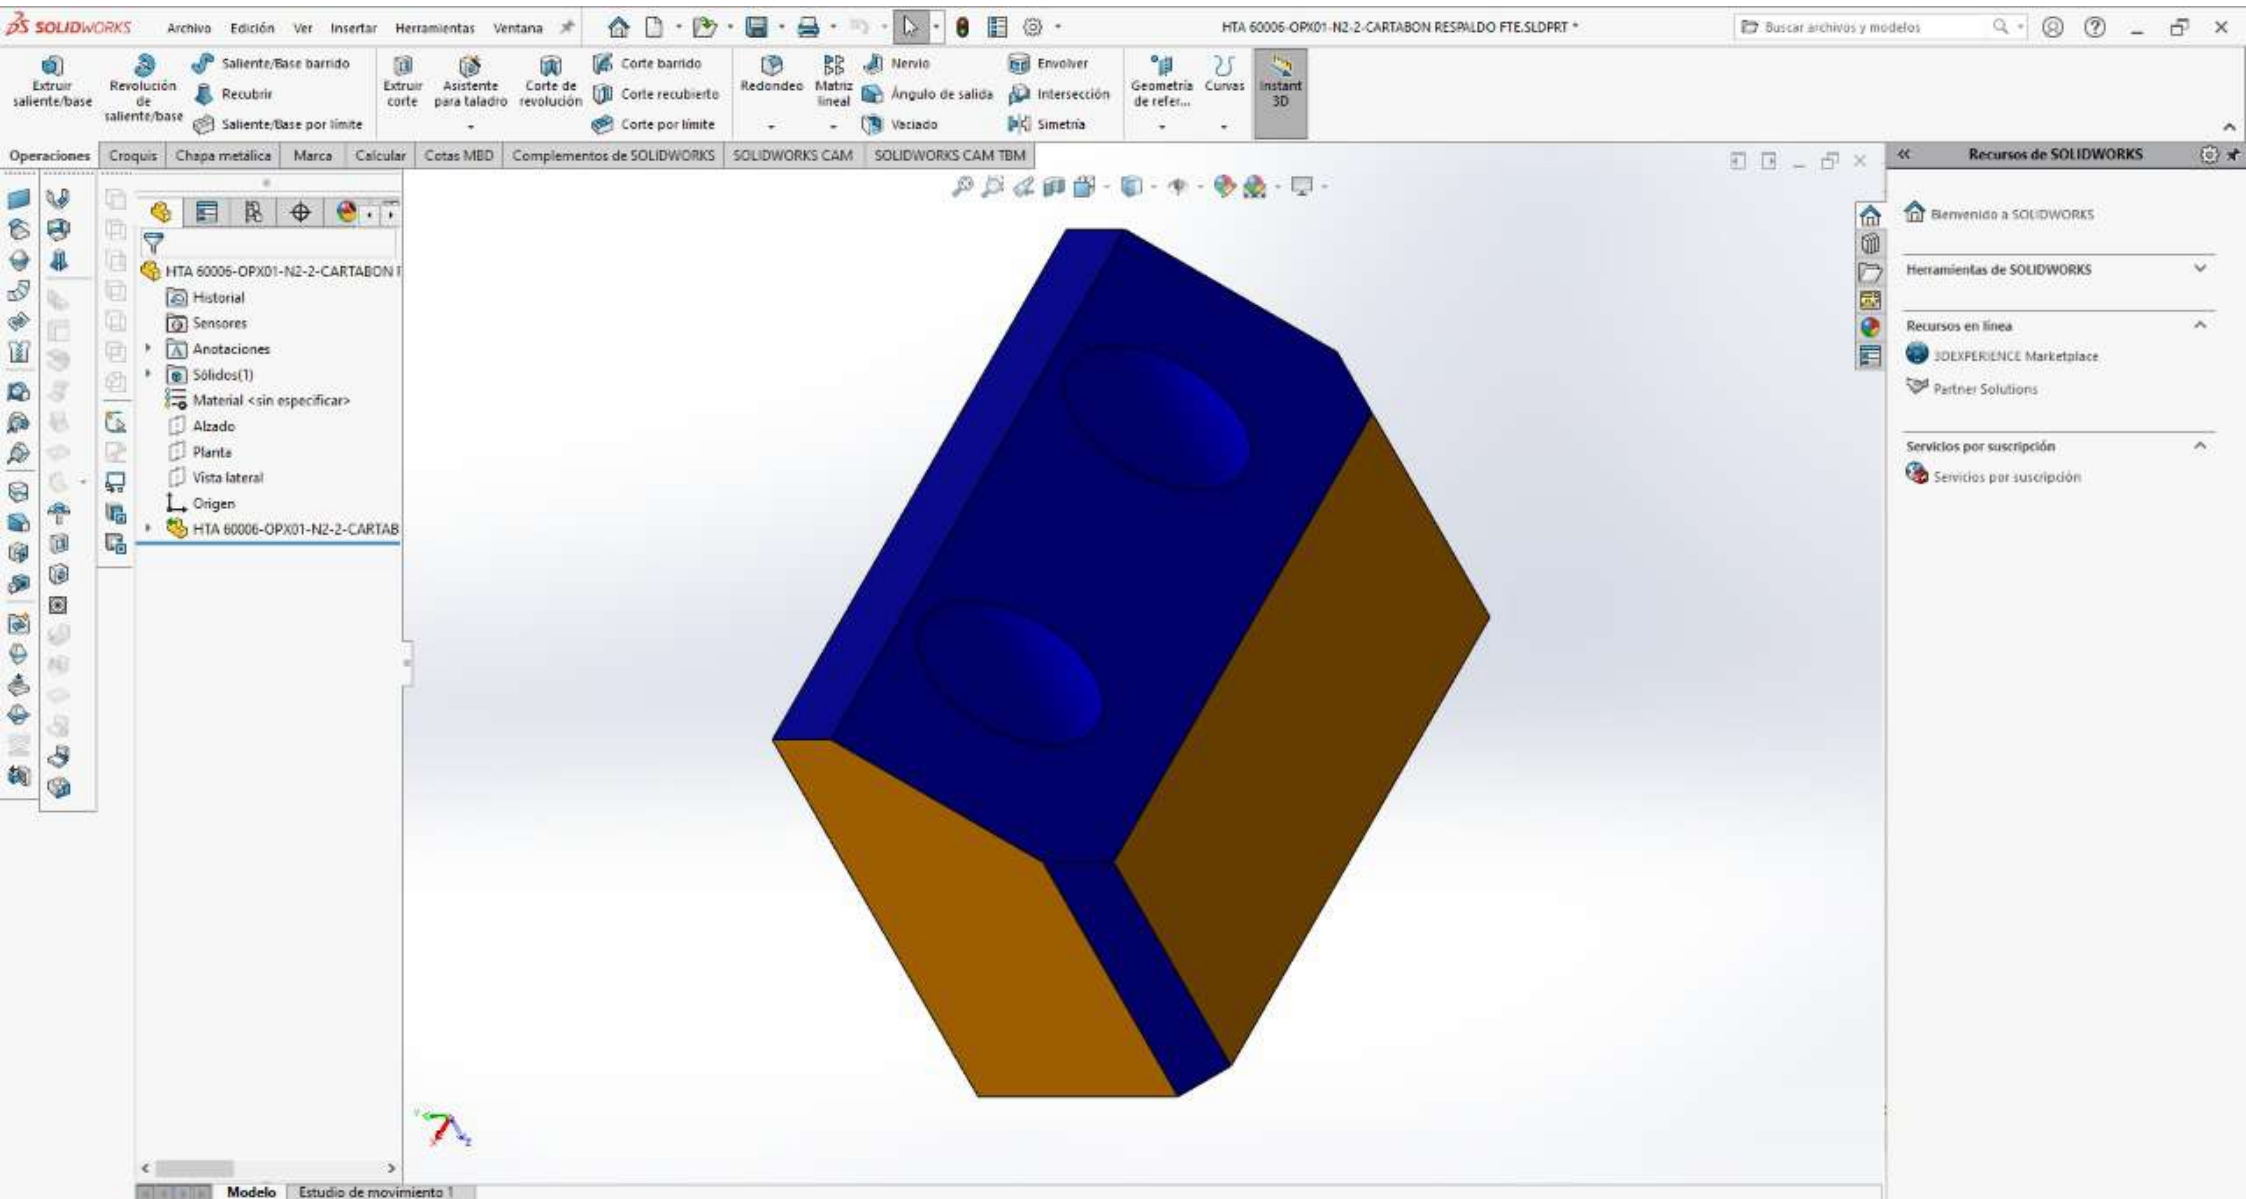 SOLIDWORKS Archivo Edición Ver Insertar Herramientas Ventana HTA 60006-OPX01-N2-2-CARTABON RESPALDO FTE.SLDPRT * Buscar archivos y modelos
Extruir saliente/base
Revolución de saliente/base
Saliente/Base barrido
Recubrir
Saliente/Base por límite
Extruir corte
Asistente para taladro
Corte de revolución
Corte barrido
Corte recubierto
Corte por límite
Redondeo
Matriz lineal
Nervio
Ángulo de salida
Vaciado
Envolver
Intersección
Simetría
Geometría de refer...
Curvas
Instant 3D
Operaciones Croquis Chapa metálica Marca Calcular Cotas MBD Complementos de SOLIDWORKS SOLIDWORKS CAM SOLIDWORKS CAM TBM
HTA 60006-OPX01-N2-2-CARTABON
Historial
Sensores
Anotaciones
Sólidos(1)
Material <sin especificar>
Alzado
Planta
Vista lateral
Origen
HTA 60006-OPX01-N2-2-CARTAB
Recursos de SOLIDWORKS
Bienvenido a SOLIDWORKS
Herramientas de SOLIDWORKS
Recursos en línea
3DEXPERIENCE Marketplace
Partner Solutions
Servicios por suscripción
Servicios por suscripción
Modelo Estudio de movimiento 1